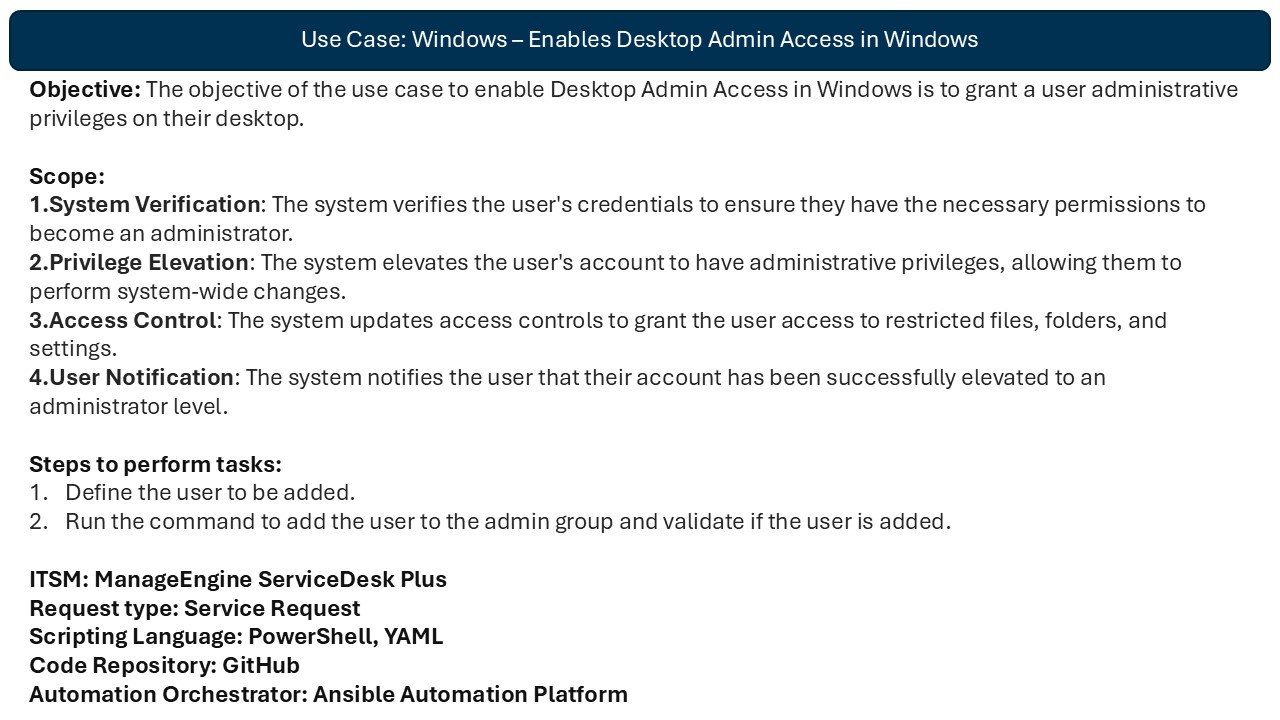 Use Case: Windows – Enables Desktop Admin Access in Windows
Objective: The objective of the use case to enable Desktop Admin Access in Windows is to grant a user administrative
privileges on their desktop.
Scope:
1.System Verification: The system verifies the user's credentials to ensure they have the necessary permissions to
become an administrator.
2.Privilege Elevation: The system elevates the user's account to have administrative privileges, allowing them to
perform system-wide changes.
3.Access Control: The system updates access controls to grant the user access to restricted files, folders, and
settings.
4.User Notification: The system notifies the user that their account has been successfully elevated to an
administrator level.
Steps to perform tasks:
1. Define the user to be added.
2. Run the command to add the user to the admin group and validate if the user is added.
ITSM: ManageEngine ServiceDesk Plus
Request type: Service Request
Scripting Language: PowerShell, YAML
Code Repository: GitHub
Automation Orchestrator: Ansible Automation Platform